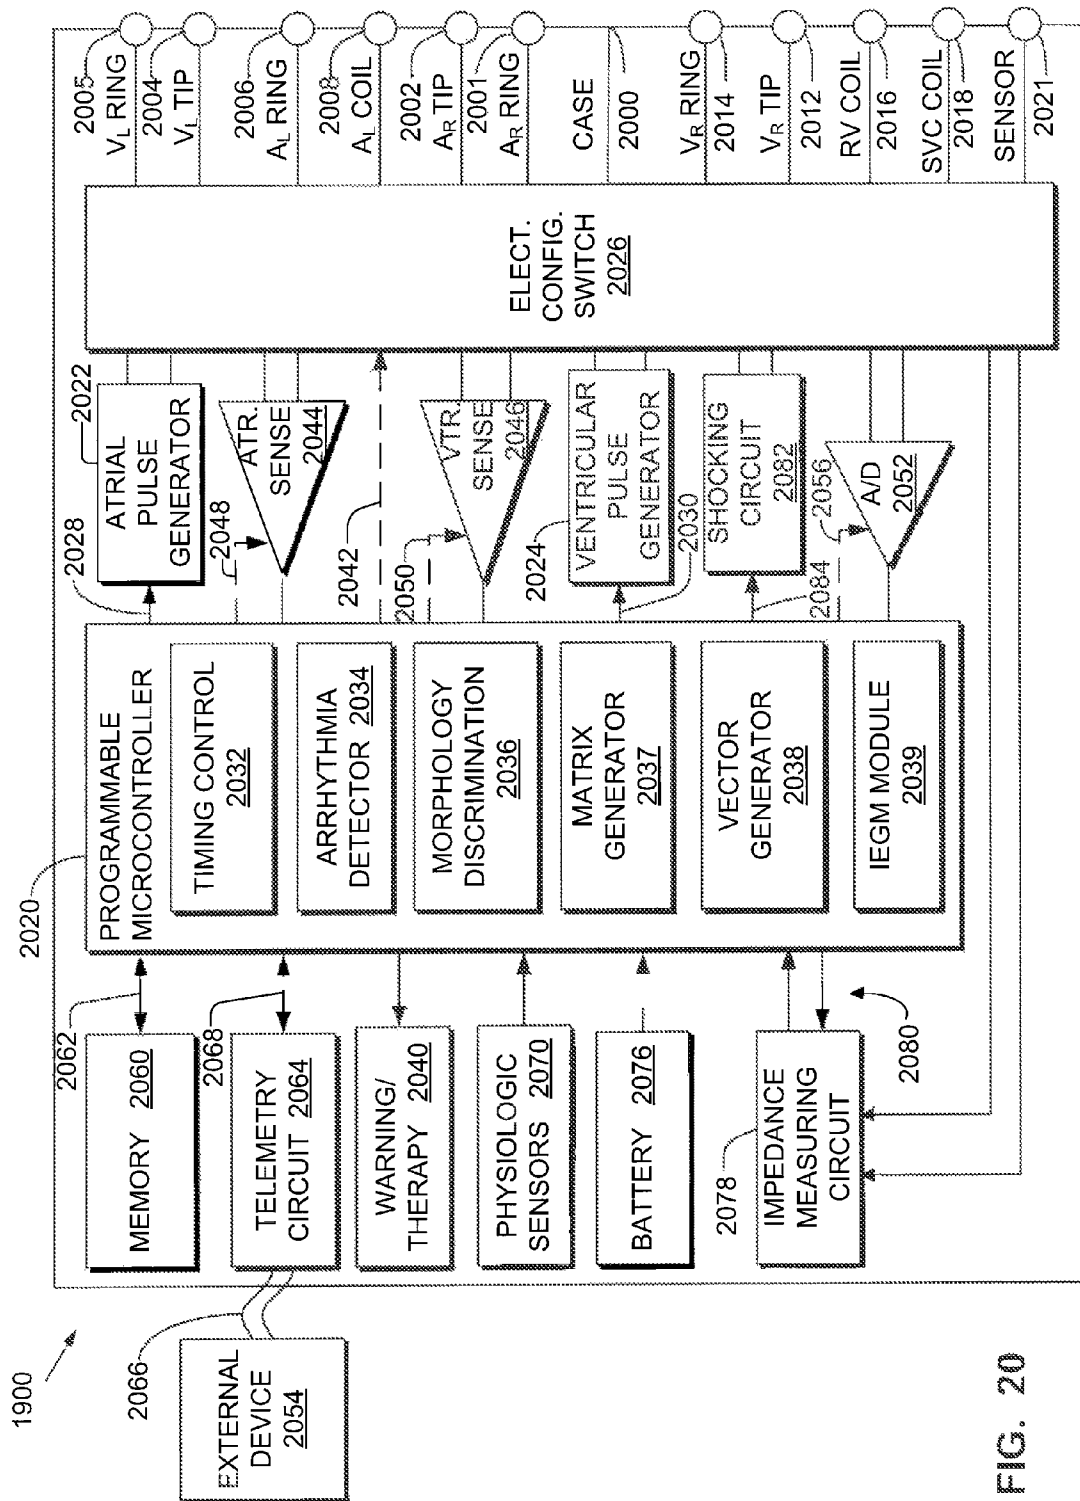 1900
2005
VL RING
2004
VL TIP
2006
AL RING
2008
AL COIL
2002
AR TIP
2001
AR RING
CASE
2000
VR RING
2014
VR TIP
2012
RV COIL
2016
SVC COIL
2018
SENSOR
2021
ELECT.
CONFIG.
SWITCH
2026
2022
ATRIAL
PULSE
GENERATOR
2028
ATR.
SENSE
2044
2048
2042
VTR.
SENSE
2046
2050
2024
VENTRICULAR
PULSE
GENERATOR
2030
SHOCKING
CIRCUIT
2082
2084
2056
A/D
2052
2020
PROGRAMMABLE
MICROCONTROLLER
TIMING CONTROL
2032
ARRHYTHMIA
DETECTOR 2034
MORPHOLOGY
DISCRIMINATION
2036
MATRIX
GENERATOR
2037
VECTOR
GENERATOR
2038
IEGM MODULE
2039
2062
MEMORY 2060
2068
TELEMETRY
CIRCUIT 2064
WARNING/
THERAPY 2040
PHYSIOLOGIC
SENSORS 2070
BATTERY 2076
2078
IMPEDANCE
MEASURING
CIRCUIT
2080
2066
EXTERNAL
DEVICE
2054
FIG. 20